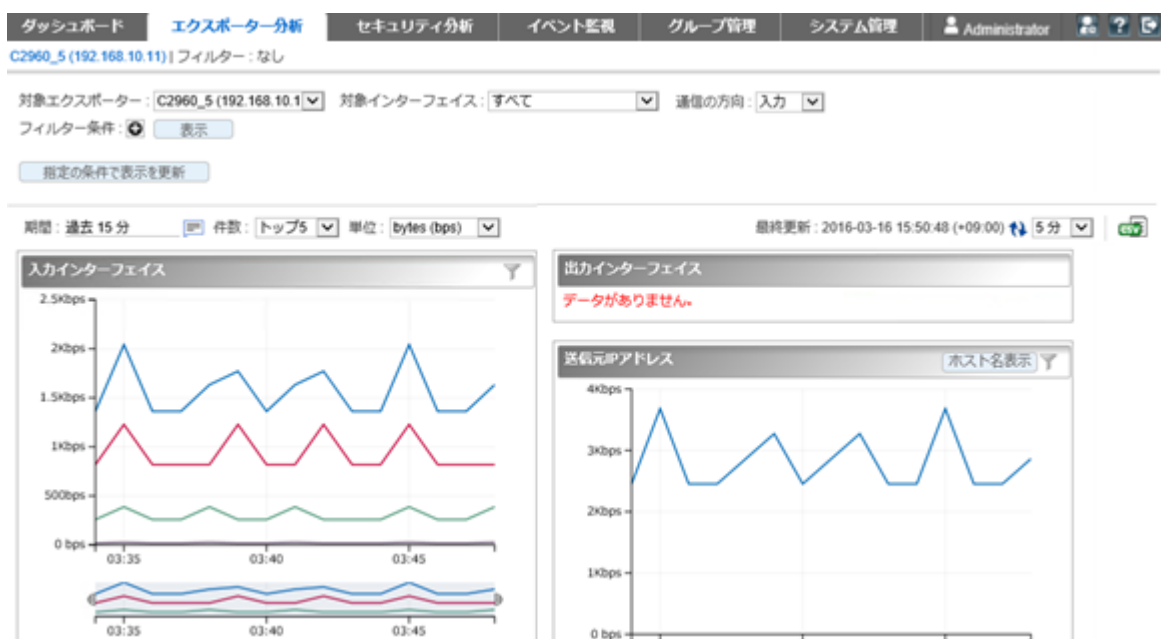 ダッシュボード エクスポーター分析 セキュリティ分析 イベント監視 グループ管理 システム管理 Administrator ?
C2960_5 (192.168.10.11) | フィルター : なし
対象エクスポーター : C2960_5 (192.168.10.1 対象インターフェイス : すべて 通信の方向 : 入力
フィルター条件 : 表示
指定の条件で表示を更新
期間 : 過去 15 分 件数 : トップ5 単位 : bytes (bps) 最終更新 : 2016-03-16 15:50:48 (+09:00) 5 分 CSV
入力インターフェイス
2.5Kbps
2Kbps
1.5Kbps
1Kbps
500bps
0 bps
03:35 03:40 03:45
03:35 03:40 03:45
出力インターフェイス
データがありません。
送信元IPアドレス ホスト名表示
4Kbps
3Kbps
2Kbps
1Kbps
0 bps